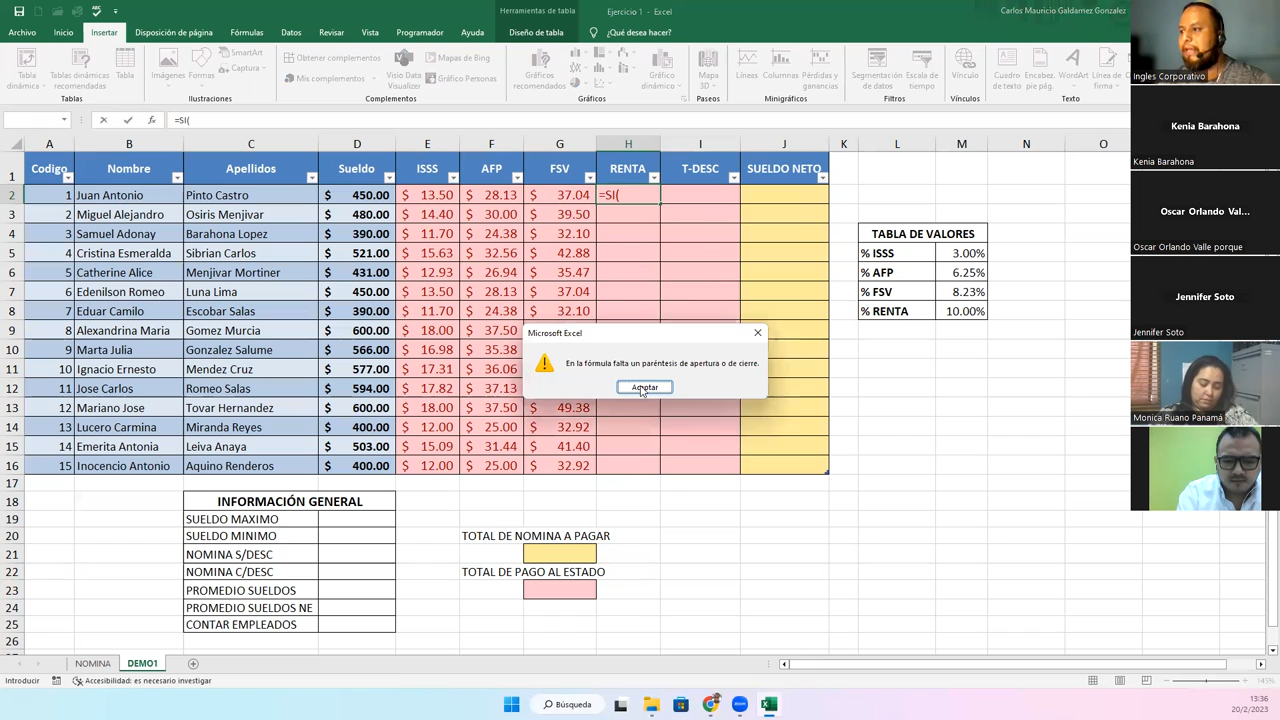 Herramientas de tabla
Ejercicio 1 - Excel
Carlos Mauricio Galdamez Gonzalez
Archivo Inicio Insertar Disposición de página Fórmulas Datos Revisar Vista Programador Ayuda Diseño de tabla ¿Qué desea hacer?
Tabla dinámica
Tablas dinámicas recomendadas
Tabla
Imágenes
Formas
SmartArt
Captura
Obtener complementos
Mis complementos
Visio Data Visualizer
Mapas de Bing
Gráfico Personas
Gráficos recomendados
Gráfico dinámico
Mapa 3D
Líneas
Columnas
Pérdidas y ganancias
Segmentación de datos
Escala de tiempo
Vínculo
Cuadro de texto
Encabez. pie pág.
WordArt
Línea de firma
Tablas Ilustraciones Complementos Gráficos Paseos Minigráficos Filtros Vínculos Texto
=SI(
A B C D E F G H I J K L M N O
1 Codigo Nombre Apellidos Sueldo ISSS AFP FSV RENTA T-DESC SUELDO NETO
2 1 Juan Antonio Pinto Castro $ 450.00 $ 13.50 $ 28.13 $ 37.04 =SI(
3 2 Miguel Alejandro Osiris Menjivar $ 480.00 $ 14.40 $ 30.00 $ 39.50
4 3 Samuel Adonay Barahona Lopez $ 390.00 $ 11.70 $ 24.38 $ 32.10 TABLA DE VALORES
5 4 Cristina Esmeralda Sibrian Carlos $ 521.00 $ 15.63 $ 32.56 $ 42.88 % ISSS 3.00%
6 5 Catherine Alice Menjivar Mortiner $ 431.00 $ 12.93 $ 26.94 $ 35.47 % AFP 6.25%
7 6 Edenilson Romeo Luna Lima $ 450.00 $ 13.50 $ 28.13 $ 37.04 % FSV 8.23%
8 7 Eduar Camilo Escobar Salas $ 390.00 $ 11.70 $ 24.38 $ 32.10 % RENTA 10.00%
9 8 Alexandrina Maria Gomez Murcia $ 600.00 $ 18.00 $ 37.50
10 9 Marta Julia Gonzalez Salume $ 566.00 $ 16.98 $ 35.38
11 10 Ignacio Ernesto Mendez Cruz $ 577.00 $ 17.31 $ 36.06
12 11 Jose Carlos Romeo Salas $ 594.00 $ 17.82 $ 37.13
13 12 Mariano Jose Tovar Hernandez $ 600.00 $ 18.00 $ 37.50 $ 49.38
14 13 Lucero Carmina Miranda Reyes $ 400.00 $ 12.00 $ 25.00 $ 32.92
15 14 Emerita Antonia Leiva Anaya $ 503.00 $ 15.09 $ 31.44 $ 41.40
16 15 Inocencio Antonio Aquino Renderos $ 400.00 $ 12.00 $ 25.00 $ 32.92
Microsoft Excel
En la fórmula falta un paréntesis de apertura o de cierre.
Aceptar
17
18 INFORMACIÓN GENERAL
19 SUELDO MAXIMO
20 SUELDO MINIMO TOTAL DE NOMINA A PAGAR
21 NOMINA S/DESC
22 NOMINA C/DESC TOTAL DE PAGO AL ESTADO
23 PROMEDIO SUELDOS
24 PROMEDIO SUELDOS NE
25 CONTAR EMPLEADOS
26
NOMINA DEMO1
Introducir Accesibilidad: es necesario investigar 145%
Búsqueda
13:36
20/2/2023
Ingles Corporativo
Kenia Barahona
Kenia Barahona
Oscar Orlando Val...
Oscar Orlando Valle porque
Jennifer Soto
Jennifer Soto
Monica Ruano Panamá